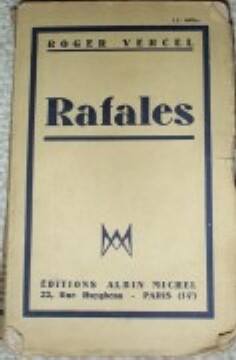 ROGER VERCEL
Rafales
ÉDITIONS ALBIN MICHEL
22, Rue Huyghens - PARIS (14ᵉ)